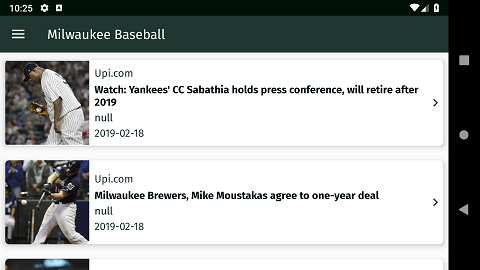 10:25
Milwaukee Baseball
Upi.com
Watch: Yankees' CC Sabathia holds press conference, will retire after
2019
null
2019-02-18
Upi.com
Milwaukee Brewers, Mike Moustakas agree to one-year deal
null
2019-02-18